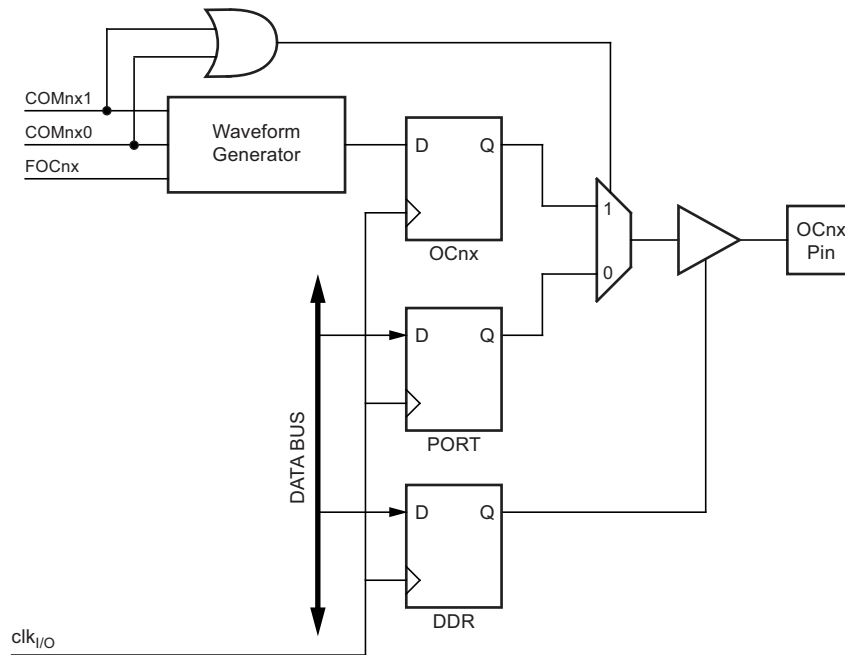 COMnx1
COMnx0
FOCnx
Waveform
Generator
D
Q
OCnx
1
0
OCnx
Pin
D
Q
PORT
DATA BUS
D
Q
DDR
clkI/O